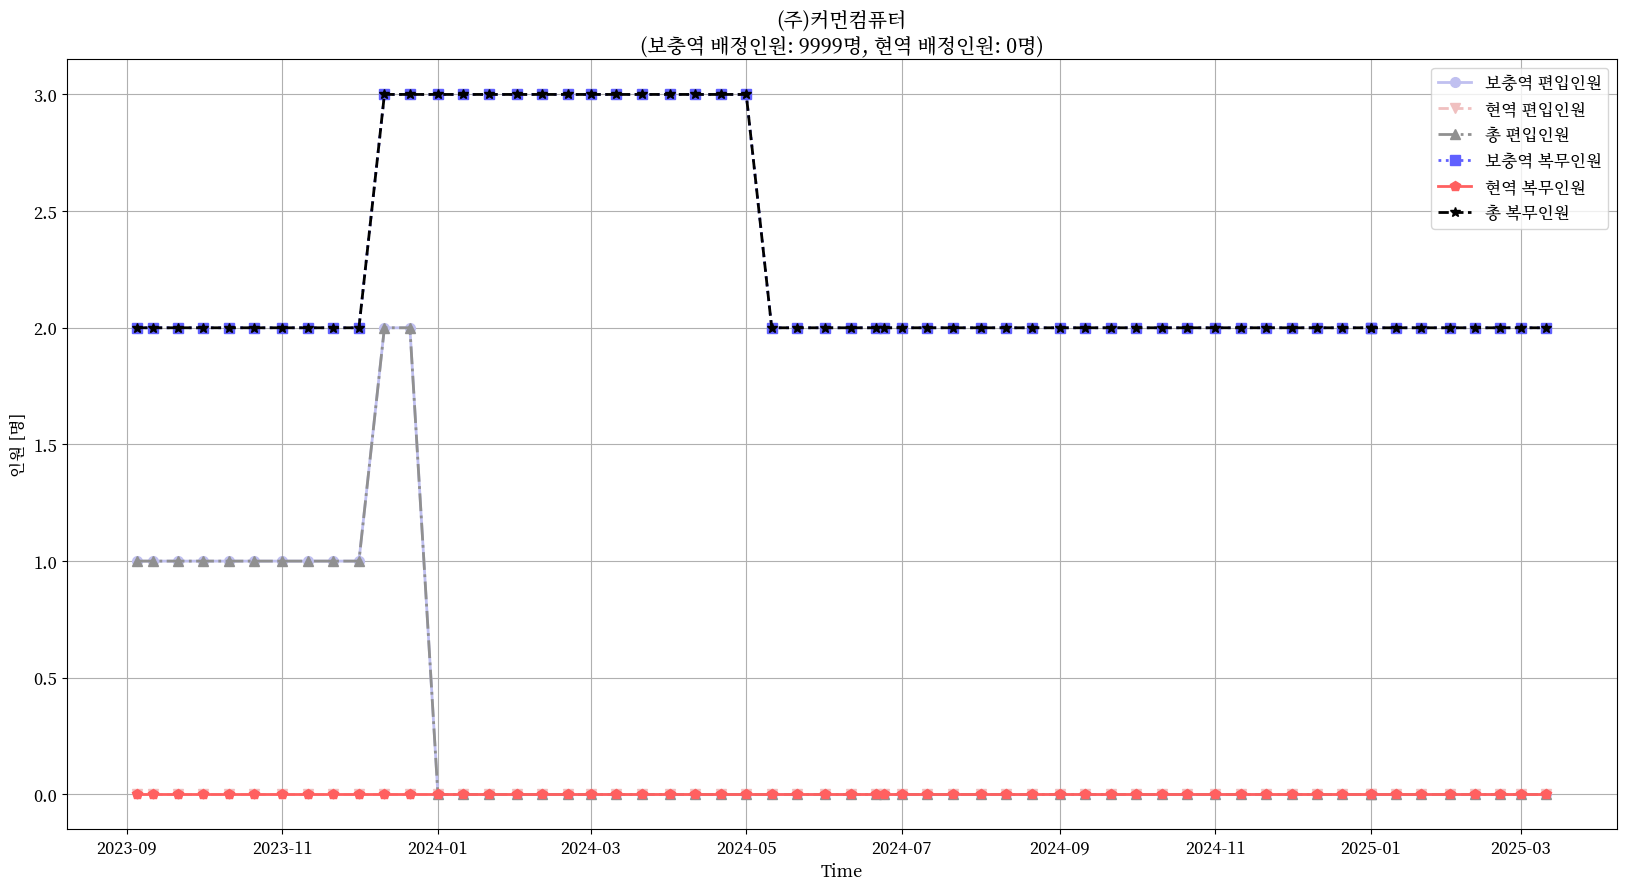 (주)커먼컴퓨터
(보충역 배정인원: 9999명, 현역 배정인원: 0명)
보충역 편입인원
현역 편입인원
총 편입인원
보충역 복무인원
현역 복무인원
총 복무인원
인원 [명]
3.0
2.5
2.0
1.5
1.0
0.5
0.0
2023-09 2023-11 2024-01 2024-03 2024-05 2024-07 2024-09 2024-11 2025-01 2025-03
Time